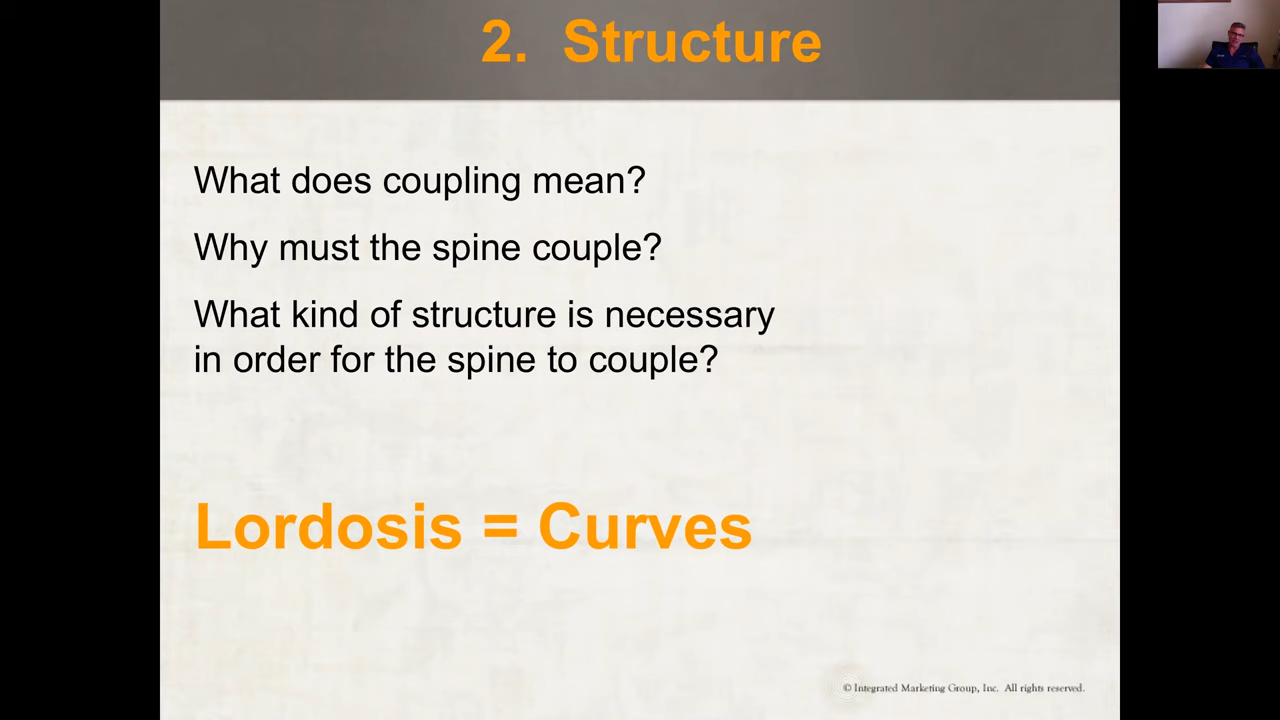 2. Structure
What does coupling mean?
Why must the spine couple?
What kind of structure is necessary
in order for the spine to couple?
Lordosis = Curves
© Integrated Marketing Group, Inc. All rights reserved.